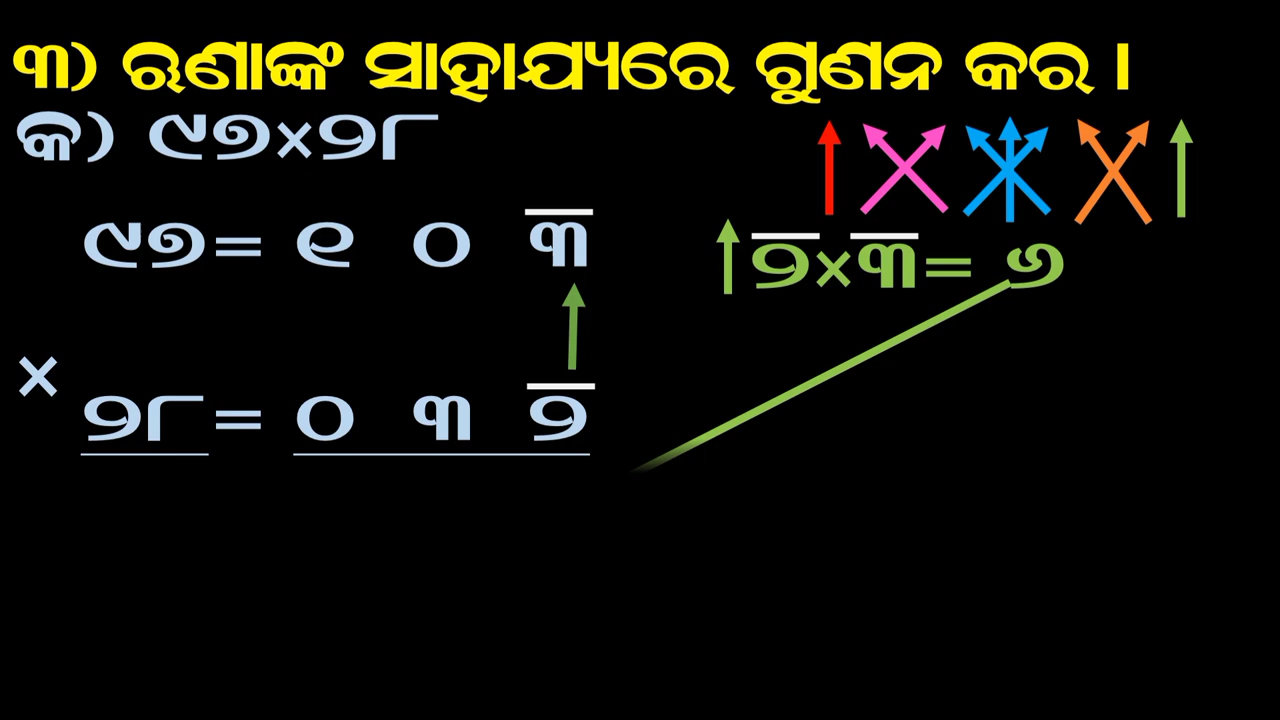 ୩) ଋଣାଙ୍କ ସାହାଯ୍ୟରେ ଗୁଣନ କର ।
କ) ୯୭×୨୮
୯୭= ୧ ୦ ୩̅
୨̅×୩̅= ୬
×
୨୮= ୦ ୩ ୨̅